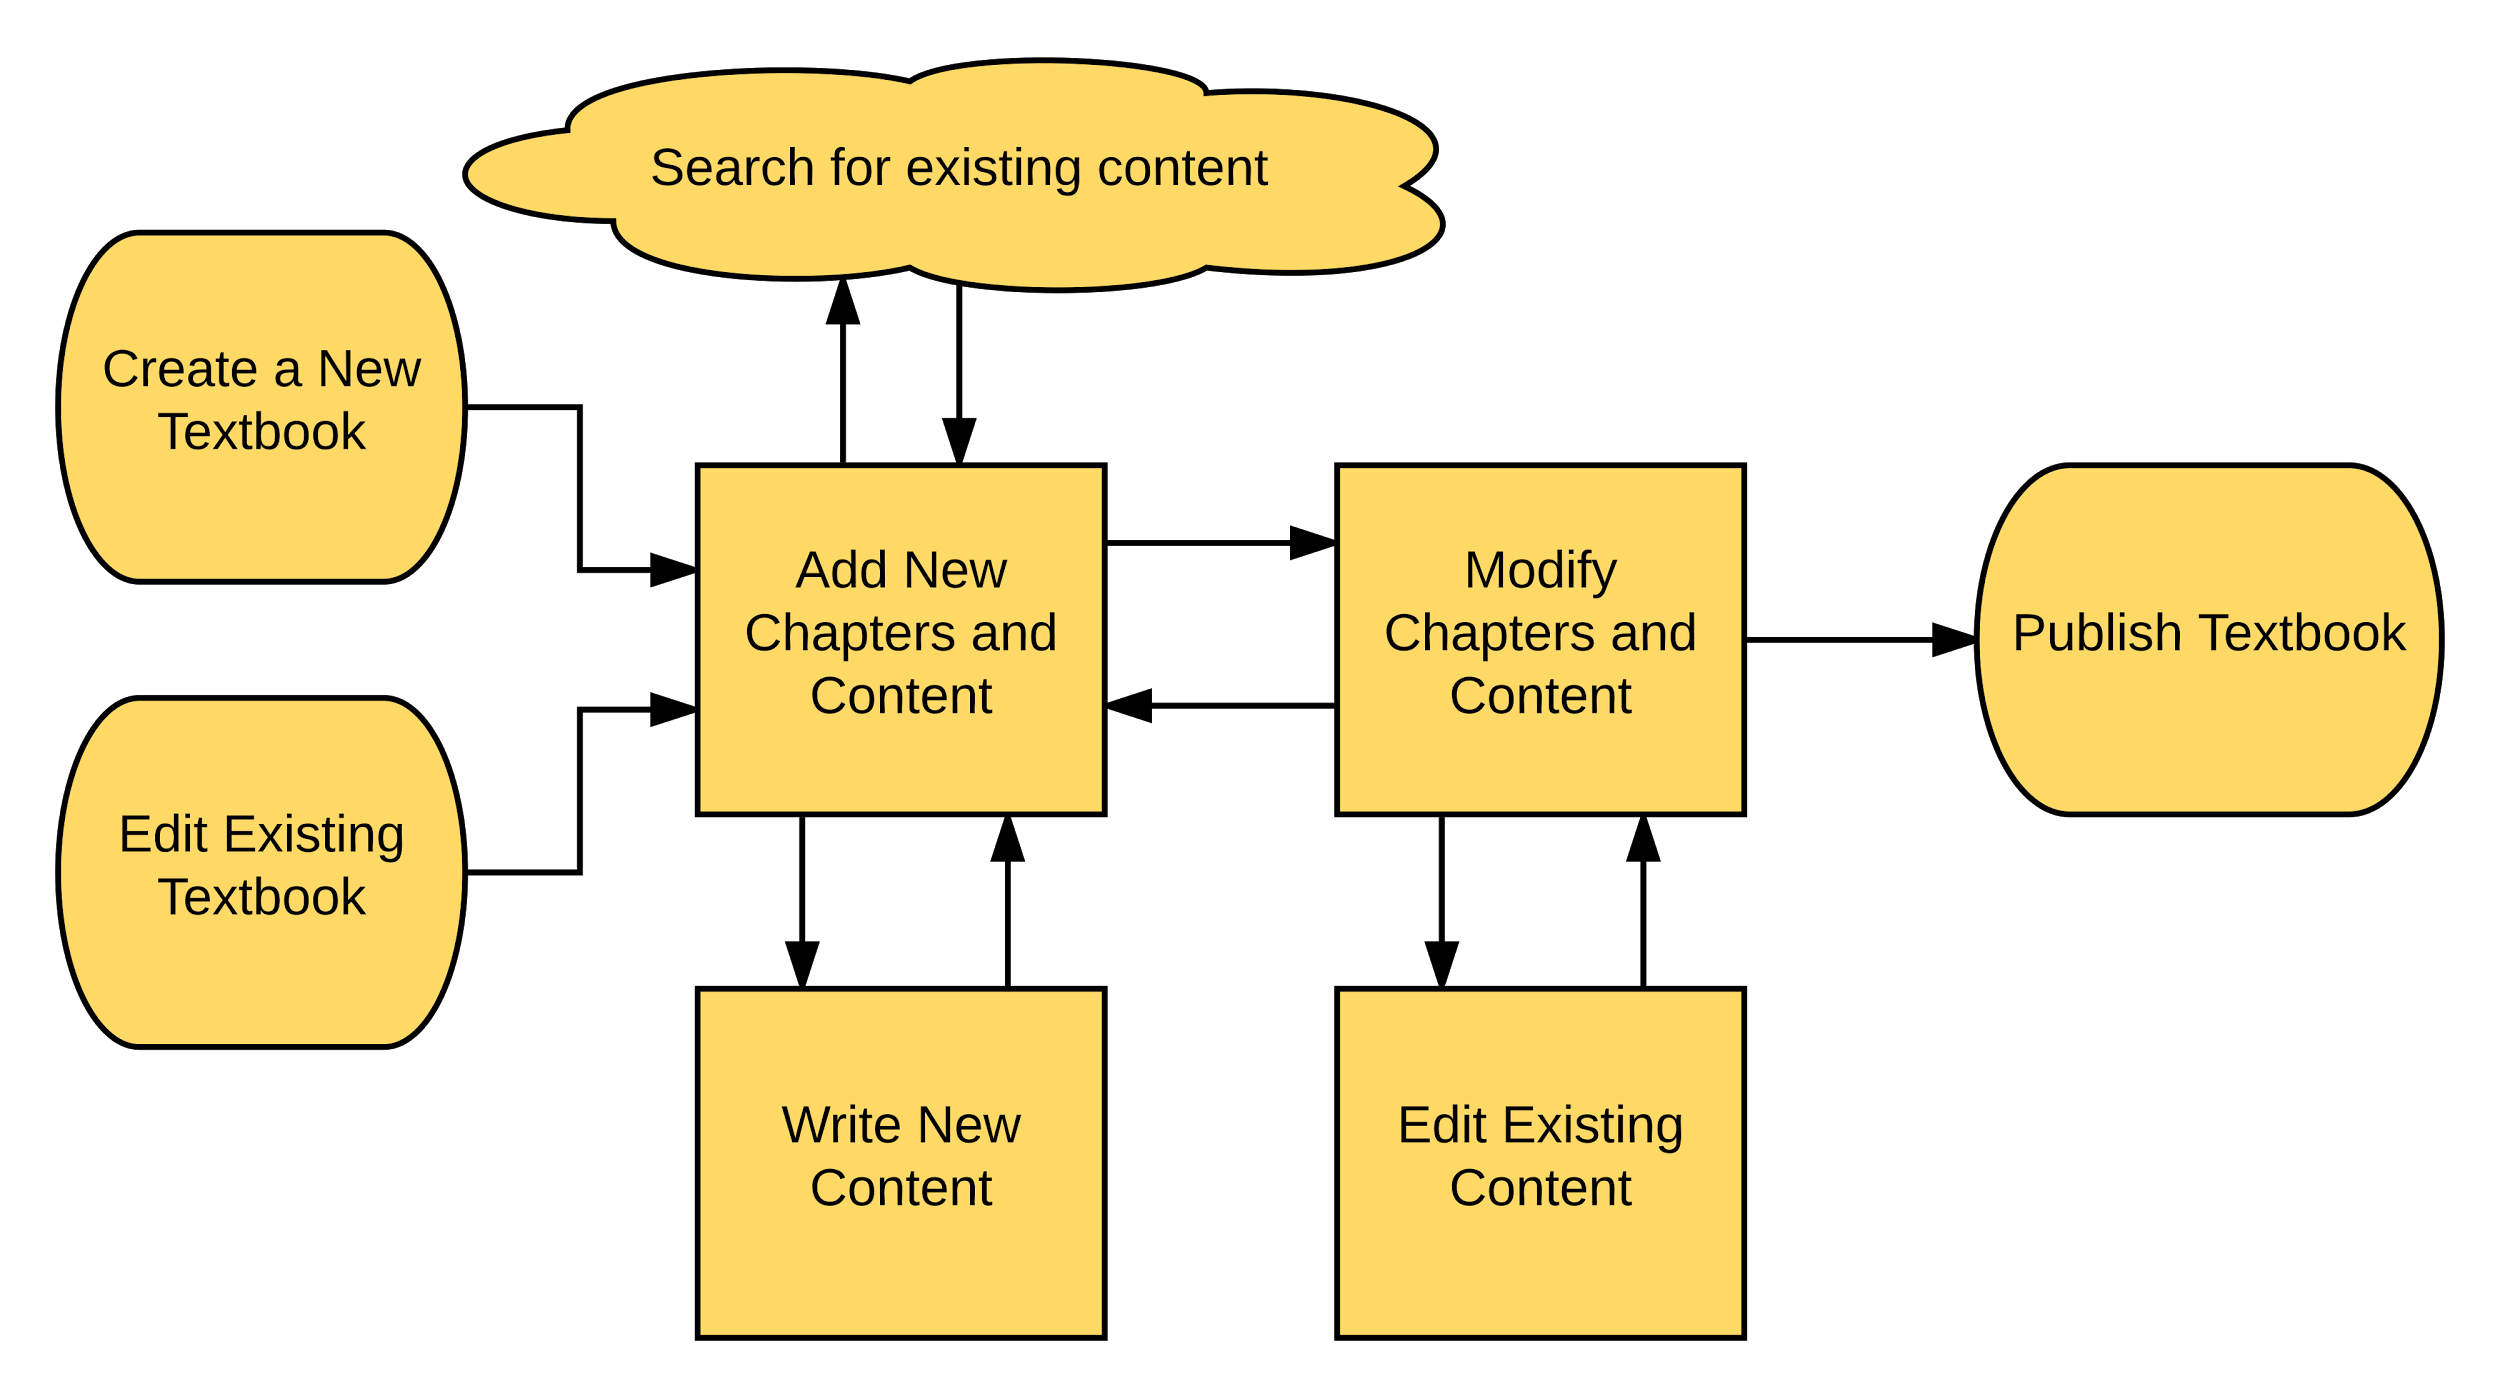 Search for existing content
Create a New
Textbook
Add New
Chapters and
Content
Modify
Chapters and
Content
Publish Textbook
Edit Existing
Textbook
Write New
Content
Edit Existing
Content